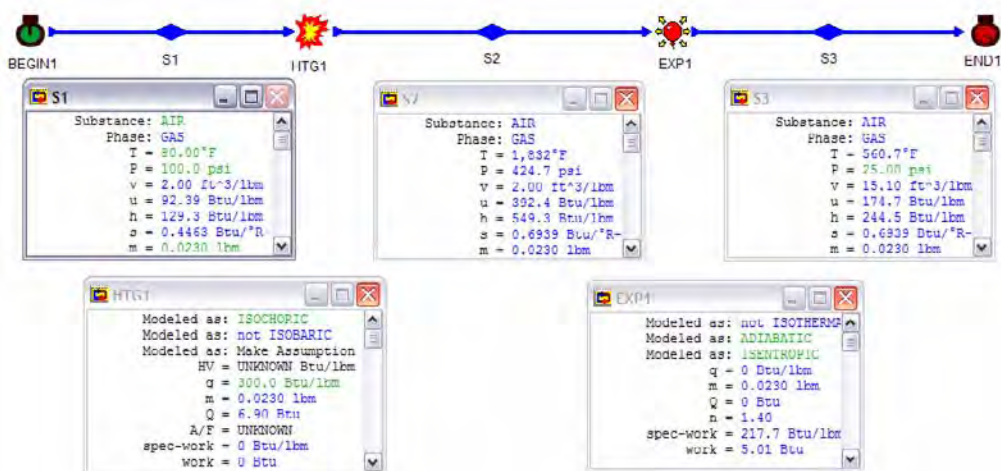 BEGIN1
S1
HTG1
S2
EXP1
S3
END1
S1
Substance: AIR
Phase: GAS
T = 80.00°F
P = 100.0 psi
v = 2.00 ft^3/lbm
u = 92.39 Btu/lbm
h = 129.3 Btu/lbm
s = 0.4463 Btu/°R-
m = 0.0230 lbm
S2
Substance: AIR
Phase: GAS
T = 1,832°F
P = 424.7 psi
v = 2.00 ft^3/lbm
u = 392.4 Btu/lbm
h = 549.3 Btu/lbm
s = 0.6939 Btu/°R-
m = 0.0230 lbm
S3
Substance: AIR
Phase: GAS
T = 560.7°F
P = 25.00 psi
v = 15.10 ft^3/lbm
u = 174.7 Btu/lbm
h = 244.5 Btu/lbm
s = 0.6939 Btu/°R-
m = 0.0230 lbm
HTG1
Modeled as: ISOCHORIC
Modeled as: not ISOBARIC
Modeled as: Make Assumption
HV = UNKNOWN Btu/lbm
q = 300.0 Btu/lbm
m = 0.0230 lbm
Q = 6.90 Btu
A/F = UNKNOWN
spec-work = 0 Btu/lbm
work = 0 Btu
EXP1
Modeled as: not ISOTHERMA
Modeled as: ADIABATIC
Modeled as: ISENTROPIC
q = 0 Btu/lbm
m = 0.0230 lbm
Q = 0 Btu
n = 1.40
spec-work = 217.7 Btu/lbm
work = 5.01 Btu